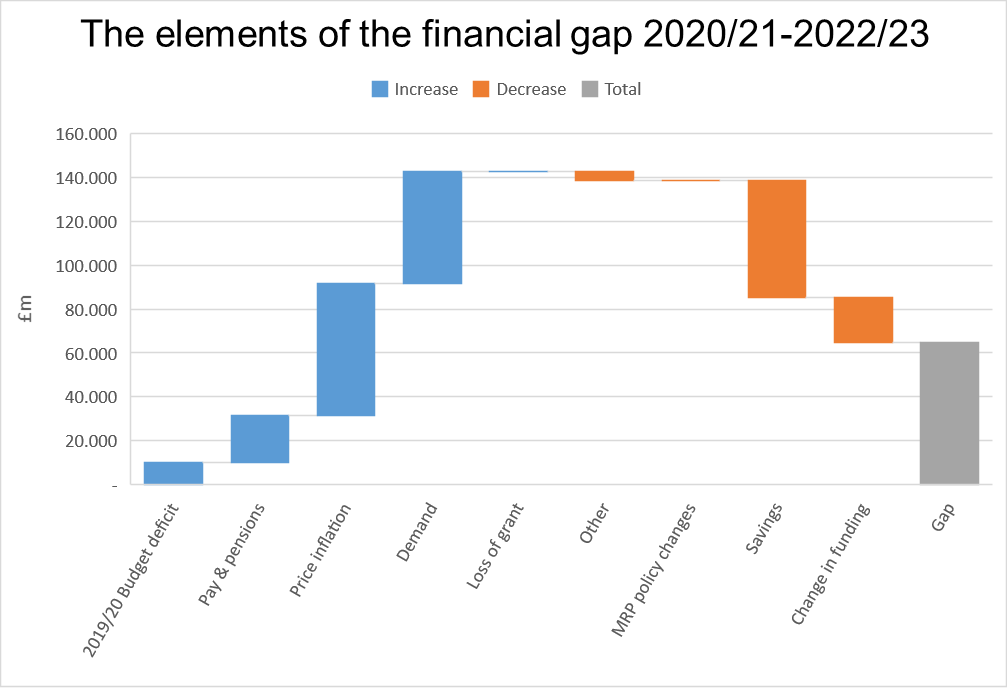 The elements of the financial gap 2020/21-2022/23
Increase Decrease Total
160.000
140.000
120.000
100.000
80.000
60.000
40.000
20.000
-
£m
2019/20 Budget deficit
Pay & pensions
Price inflation
Demand
Loss of grant
Other
MRP policy changes
Savings
Change in funding
Gap